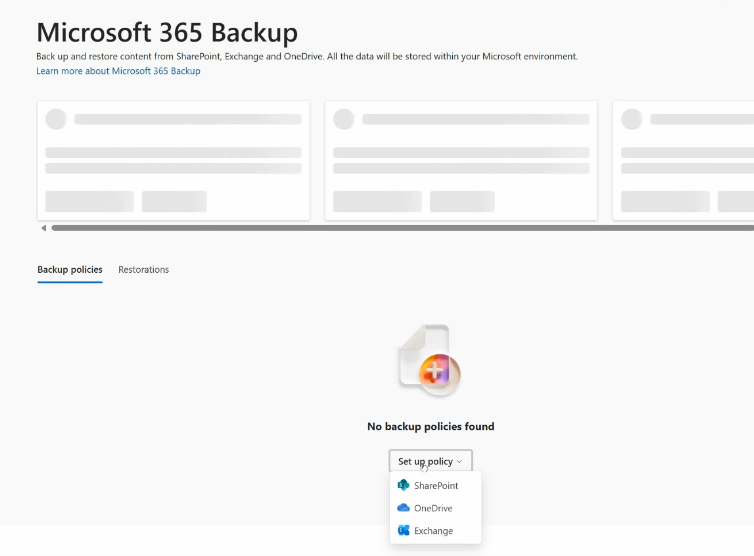 Microsoft 365 Backup
Back up and restore content from SharePoint, Exchange and OneDrive. All the data will be stored within your Microsoft environment.
Learn more about Microsoft 365 Backup
Backup policies Restorations
No backup policies found
Set up policy
SharePoint
OneDrive
Exchange